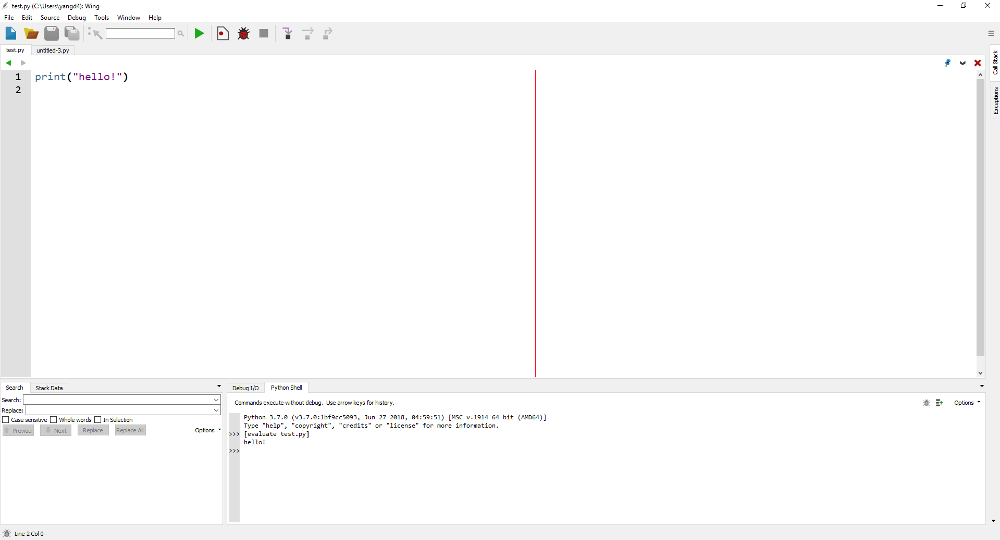 test.py (C:\Users\yangd4): Wing
File Edit Source Debug Tools Window Help
test.py untitled-3.py
1 print("hello!")
2
Call Stack
Exceptions
Search Stack Data
Search:
Replace:
Case sensitive Whole words In Selection
Previou: Next Replace Replace All Options
Debug I/O Python Shell
Commands execute without debug. Use arrow keys for history.
Options
Python 3.7.0 (v3.7.0:1bf9cc5093, Jun 27 2018, 04:59:51) [MSC v.1914 64 bit (AMD64)]
Type "help", "copyright", "credits" or "license" for more information.
>>> [evaluate test.py]
hello!
>>>
Line 2 Col 0 -